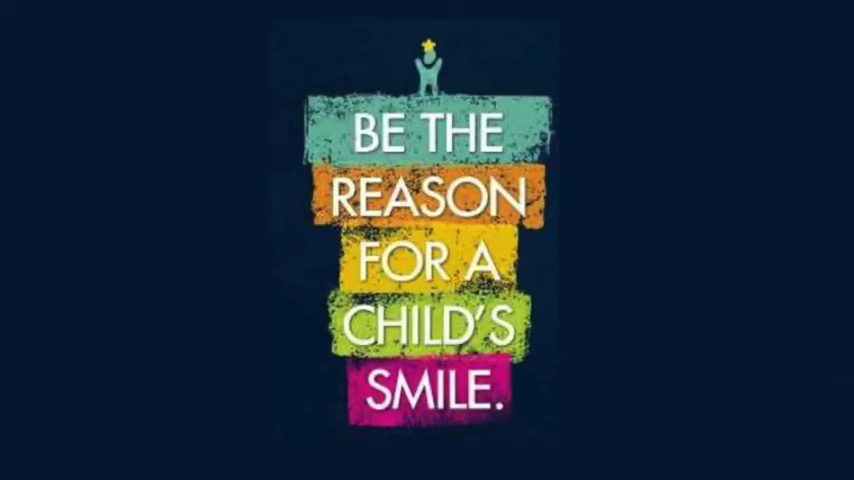 BE THE
REASON
FOR A
CHILD'S
SMILE.